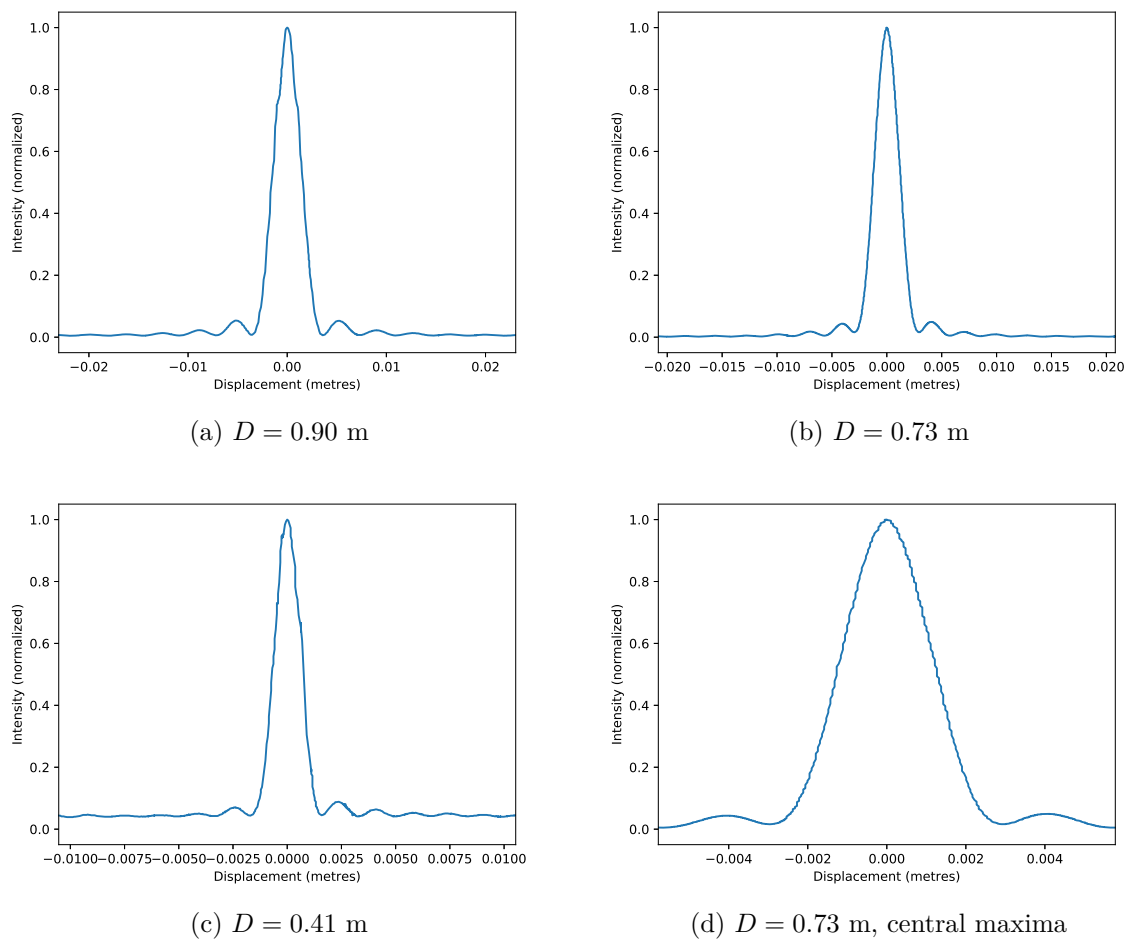 1.0
0.8
0.6
0.4
0.2
0.0
Intensity (normalized)
−0.02 −0.01 0.00 0.01 0.02
Displacement (metres)
(a) D = 0.90 m
1.0
0.8
0.6
0.4
0.2
0.0
Intensity (normalized)
−0.020 −0.015 −0.010 −0.005 0.000 0.005 0.010 0.015 0.020
Displacement (metres)
(b) D = 0.73 m
1.0
0.8
0.6
0.4
0.2
0.0
Intensity (normalized)
−0.0100 −0.0075 −0.0050 −0.0025 0.0000 0.0025 0.0050 0.0075 0.0100
Displacement (metres)
(c) D = 0.41 m
1.0
0.8
0.6
0.4
0.2
0.0
Intensity (normalized)
−0.004 −0.002 0.000 0.002 0.004
Displacement (metres)
(d) D = 0.73 m, central maxima